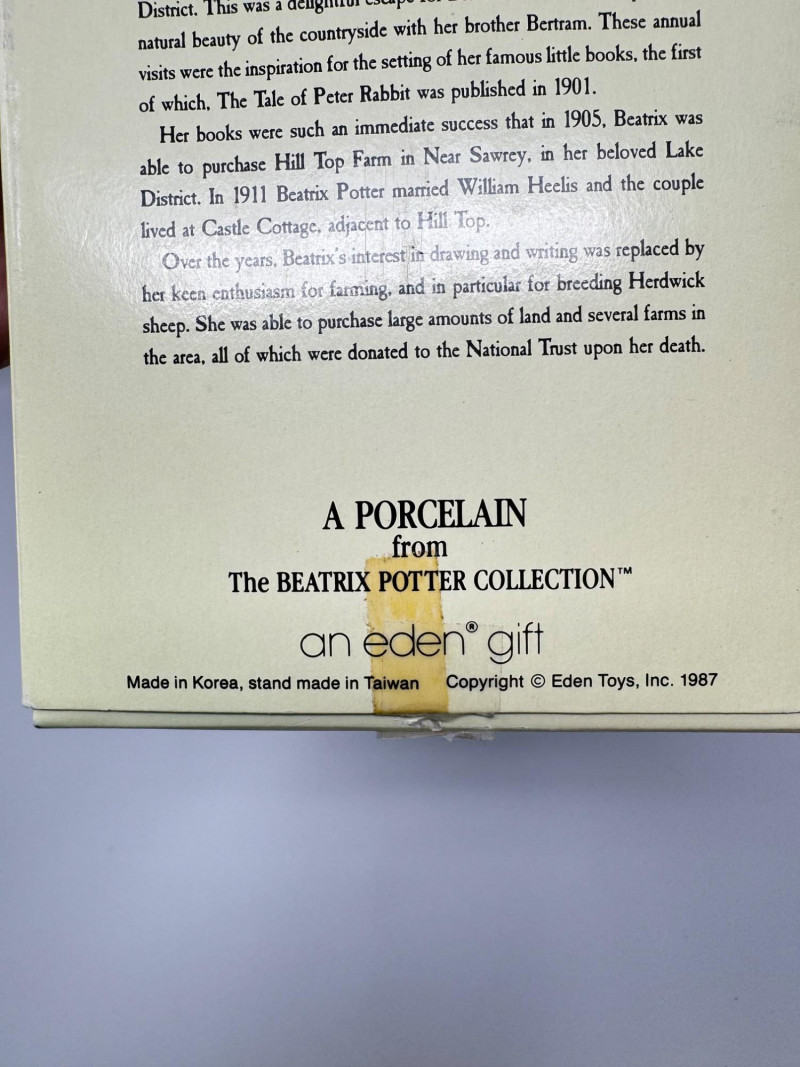 District. This was a delightful escape for
natural beauty of the countryside with her brother Bertram. These annual
visits were the inspiration for the setting of her famous little books, the first
of which, The Tale of Peter Rabbit was published in 1901.
Her books were such an immediate success that in 1905, Beatrix was
able to purchase Hill Top Farm in Near Sawrey, in her beloved Lake
District. In 1911 Beatrix Potter married William Heelis and the couple
lived at Castle Cottage, adjacent to Hill Top.
Over the years, Beatrix's interest in drawing and writing was replaced by
her keen enthusiasm for farming, and in particular for breeding Herdwick
sheep. She was able to purchase large amounts of land and several farms in
the area, all of which were donated to the National Trust upon her death.
A PORCELAIN
from
The BEATRIX POTTER COLLECTION™
an eden® gift
Made in Korea, stand made in Taiwan Copyright © Eden Toys, Inc. 1987